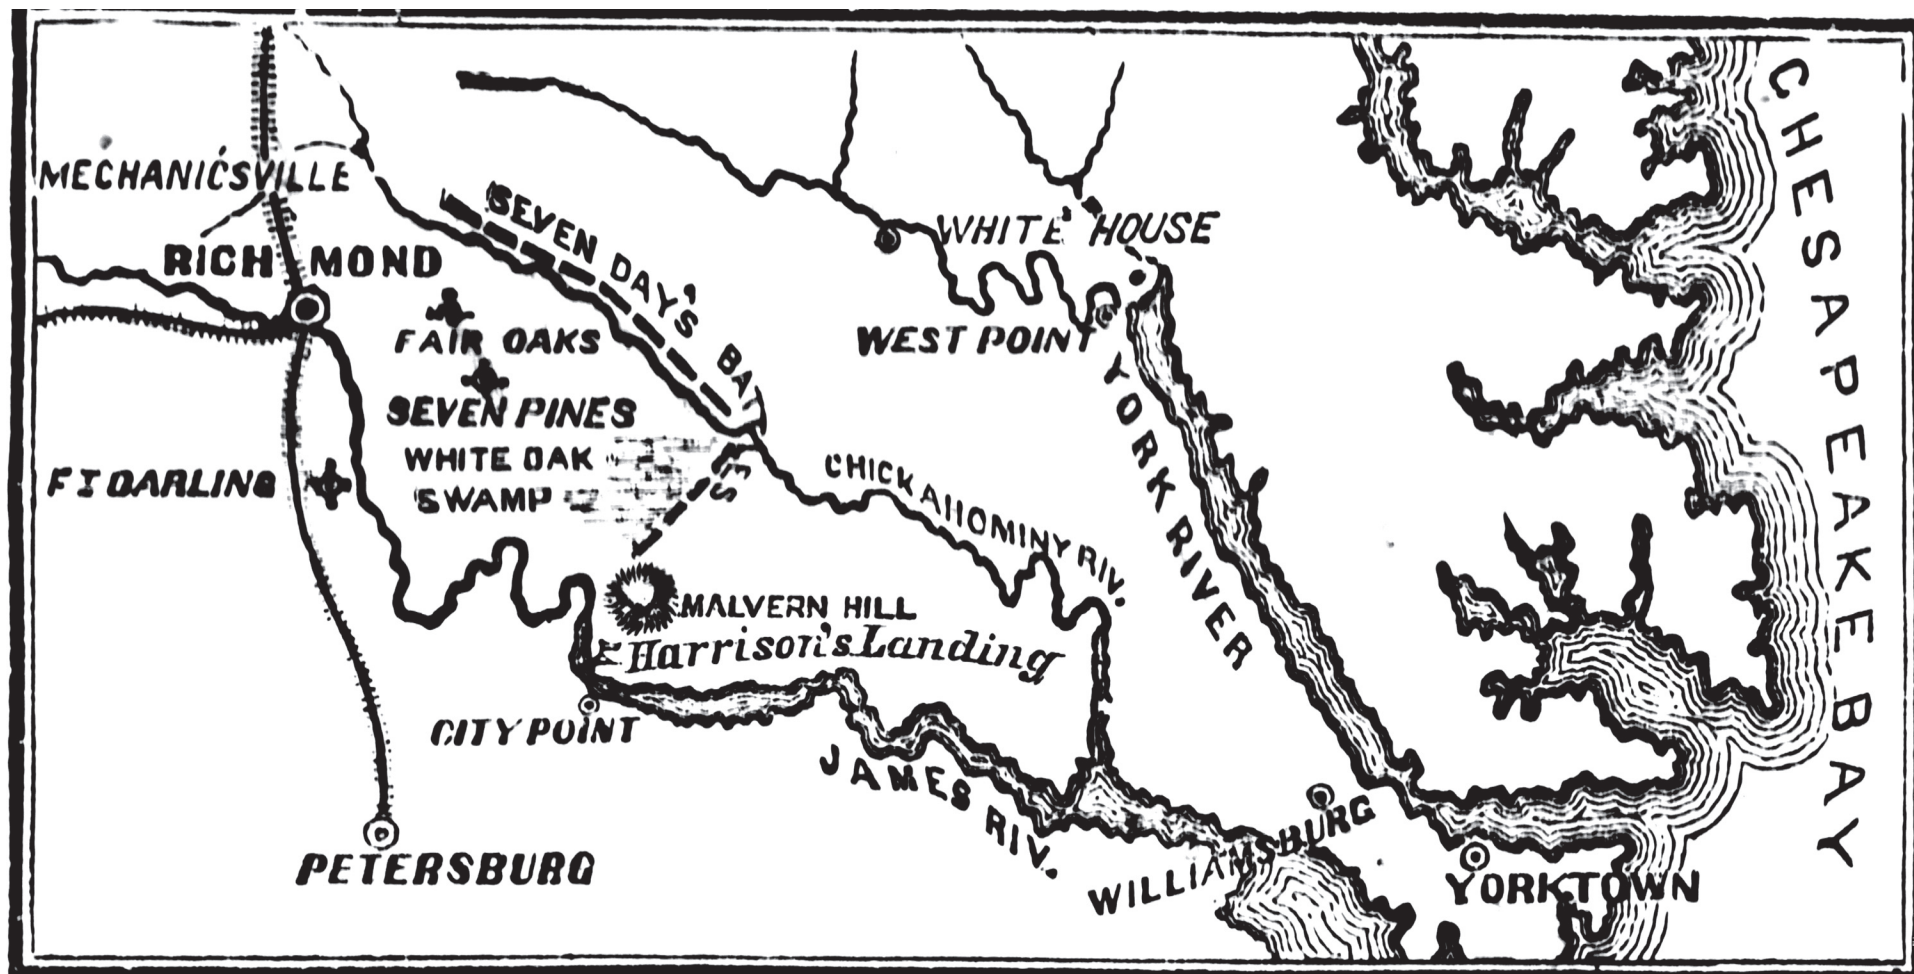 MECHANICSVILLE
RICHMOND
SEVEN DAY'S BATTLES
WHITE HOUSE
FAIR OAKS
WEST POINT
SEVEN PINES
WHITE OAK
SWAMP
FT DARLING
CHICKAHOMINY RIV.
YORK RIVER
CHESAPEAKE BAY
MALVERN HILL
Harrison's Landing
CITY POINT
JAMES RIV.
WILLIAMSBURG
PETERSBURG
YORKTOWN